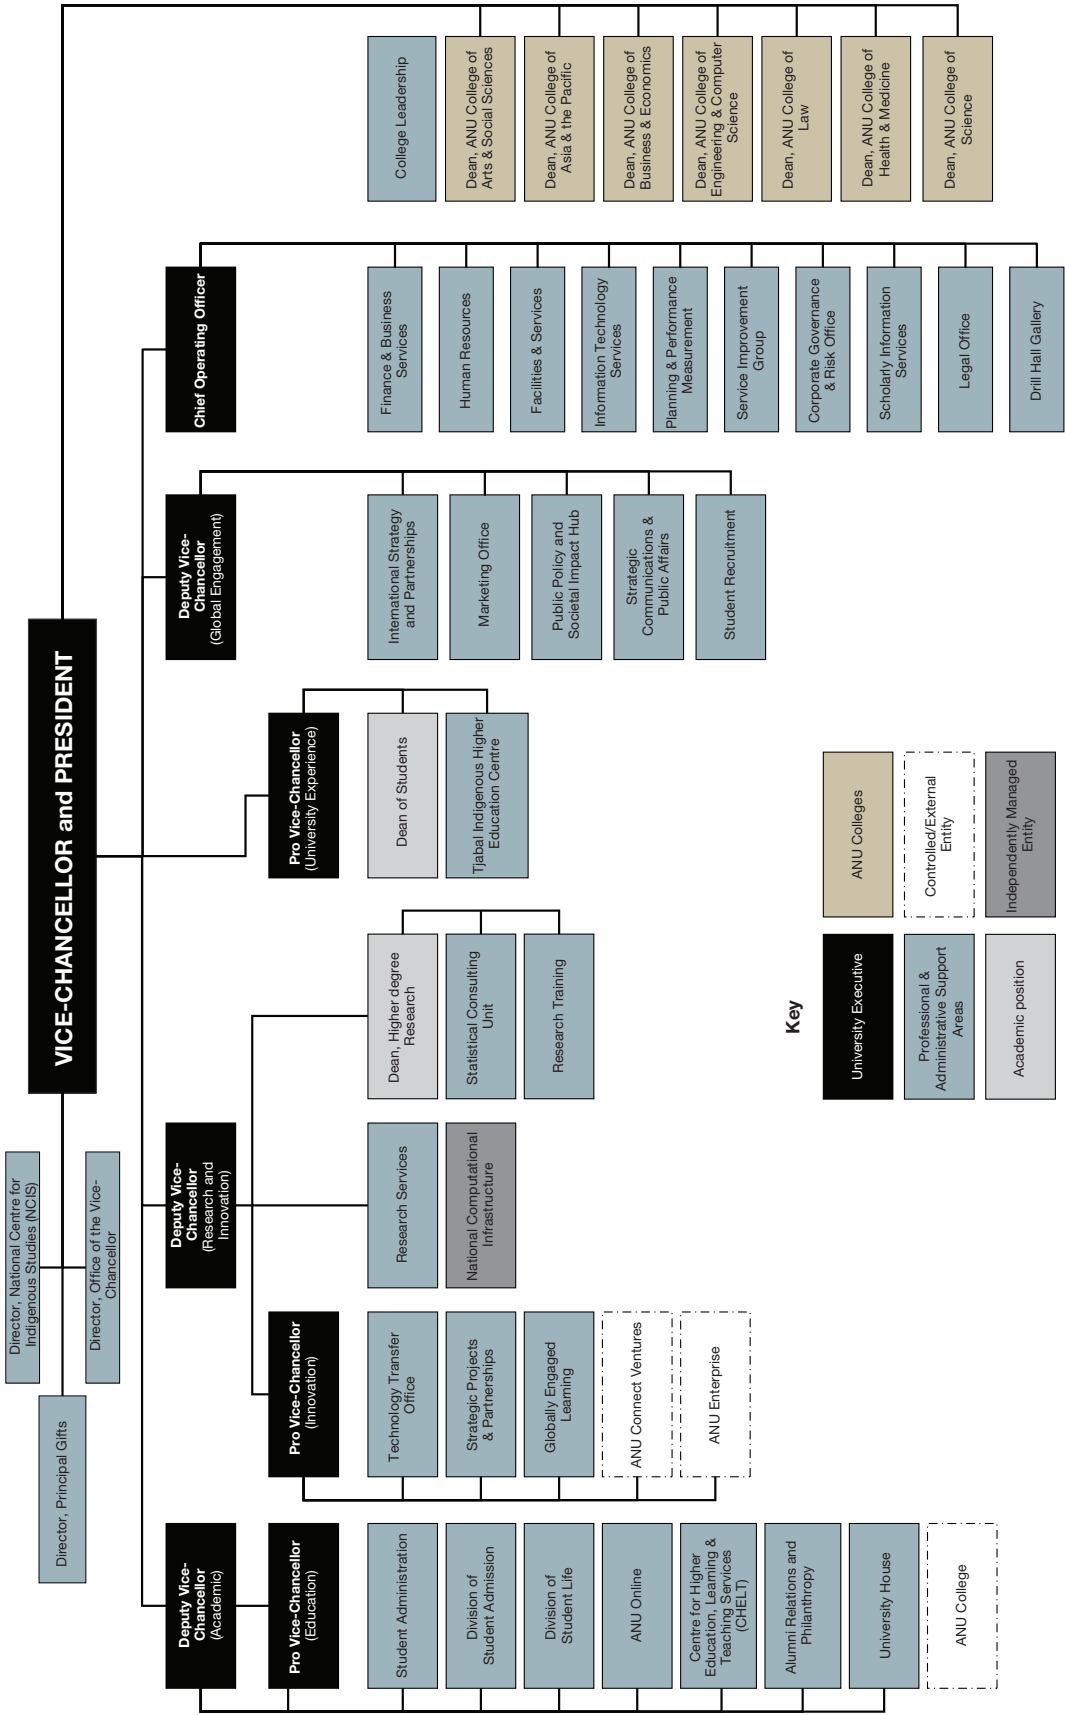 VICE-CHANCELLOR and PRESIDENT
Director, Principal Gifts
Director, National Centre for
Indigenous Studies (NCIS)
Director, Office of the Vice-
Chancellor
Deputy Vice-
Chancellor
(Academic)
Pro Vice-Chancellor
(Education)
Student Administration
Division of
Student Admission
Division of
Student Life
ANU Online
Centre for Higher
Education, Learning &
Teaching Services
(CHELT)
Alumni Relations and
Philanthropy
University House
ANU College
Deputy Vice-
Chancellor
(Research and
Innovation)
Pro Vice-Chancellor
(Innovation)
Technology Transfer
Office
Strategic Projects
& Partnerships
Globally Engaged
Learning
ANU Connect Ventures
ANU Enterprise
Research Services
National Computational
Infrastructure
Dean, Higher degree
Research
Statistical Consulting
Unit
Research Training
Pro Vice-Chancellor
(University Experience)
Dean of Students
Tjabal Indigenous Higher
Education Centre
Deputy Vice-
Chancellor
(Global Engagement)
International Strategy
and Partnerships
Marketing Office
Public Policy and
Societal Impact Hub
Strategic
Communications &
Public Affairs
Student Recruitment
Chief Operating Officer
Finance & Business
Services
Human Resources
Facilities & Services
Information Technology
Services
Planning & Performance
Measurement
Service Improvement
Group
Corporate Governance
& Risk Office
Scholarly Information
Services
Legal Office
Drill Hall Gallery
College Leadership
Dean, ANU College of
Arts & Social Sciences
Dean, ANU College of
Asia & the Pacific
Dean, ANU College of
Business & Economics
Dean, ANU College of
Engineering & Computer
Science
Dean, ANU College of
Law
Dean, ANU College of
Health & Medicine
Dean, ANU College of
Science
Key
University Executive
ANU Colleges
Professional &
Administrative Support
Areas
Controlled/External
Entity
Academic position
Independently Managed
Entity